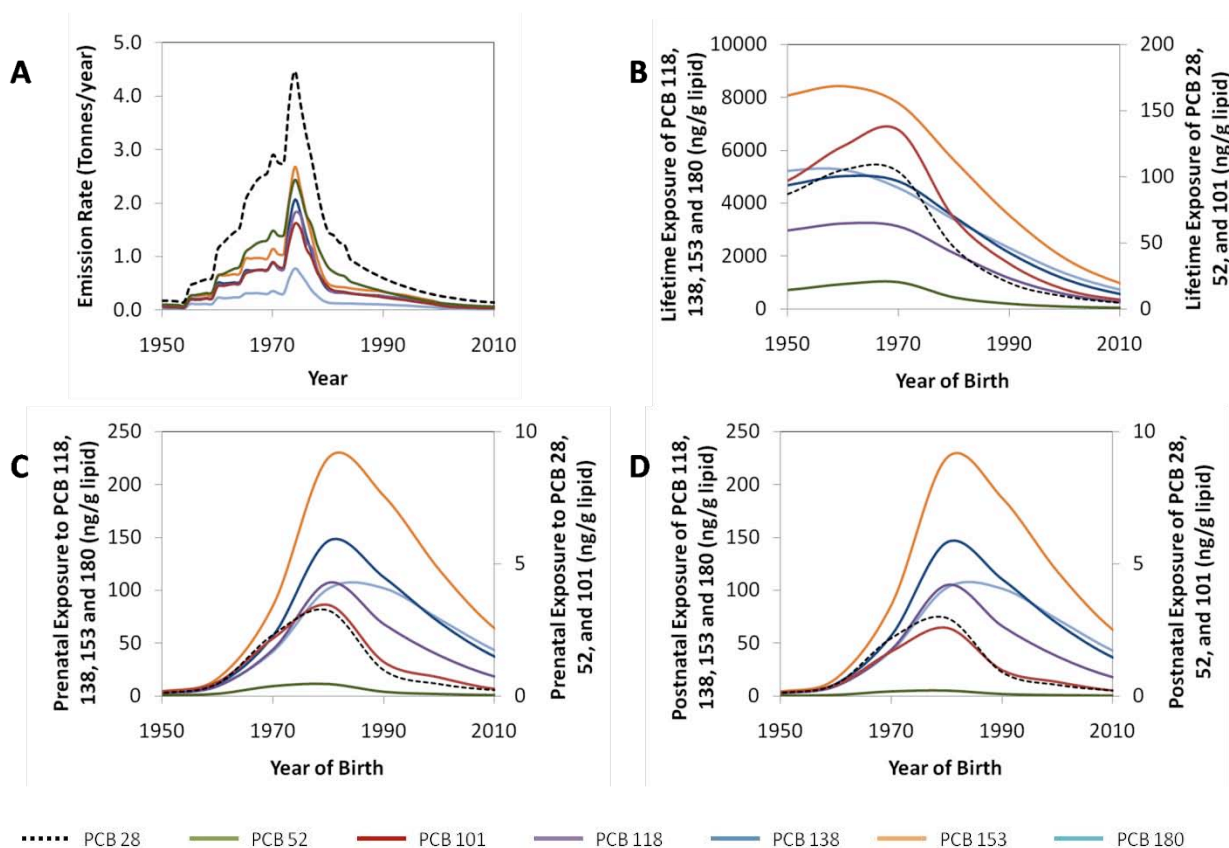 A
Emission Rate (Tonnes/year)
5.0
4.0
3.0
2.0
1.0
0.0
1950 1970 1990 2010
Year
B
Lifetime Exposure of PCB 118,
138, 153 and 180 (ng/g lipid)
10000
8000
6000
4000
2000
0
200
150
100
50
0
Lifetime Exposure of PCB 28,
52, and 101 (ng/g lipid)
1950 1970 1990 2010
Year of Birth
C
Prenatal Exposure to PCB 118,
138, 153 and 180 (ng/g lipid)
250
200
150
100
50
0
10
5
0
Prenatal Exposure to PCB 28,
52, and 101 (ng/g lipid)
1950 1970 1990 2010
Year of Birth
D
Postnatal Exposure of PCB 118,
138, 153 and 180 (ng/g lipid)
250
200
150
100
50
0
10
5
0
Postnatal Exposure of PCB 28,
52, and 101 (ng/g lipid)
1950 1970 1990 2010
Year of Birth
PCB 28 PCB 52 PCB 101 PCB 118 PCB 138 PCB 153 PCB 180